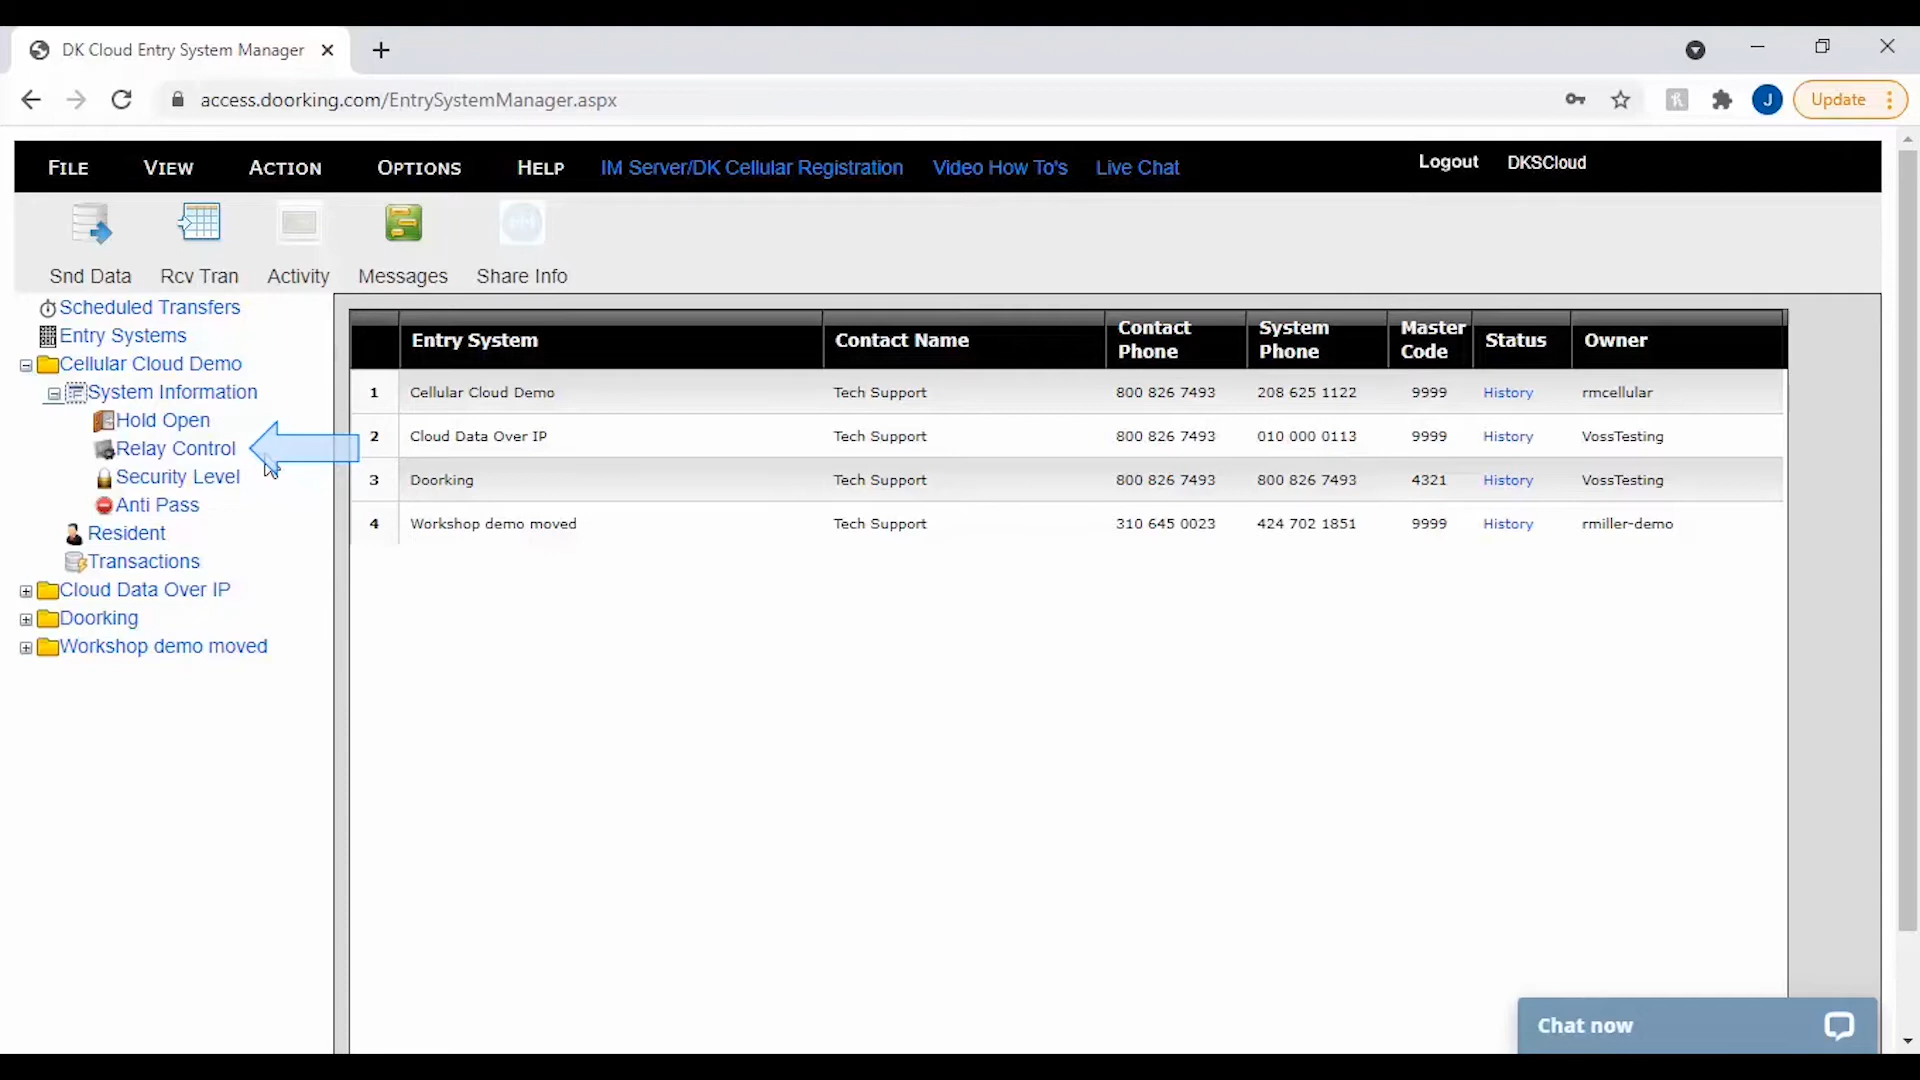 DK Cloud Entry System Manager
access.doorking.com/EntrySystemManager.aspx
J
Update
FILE VIEW ACTION OPTIONS HELP IM Server/DK Cellular Registration Video How To's Live Chat Logout DKSCloud
Snd Data Rcv Tran Activity Messages Share Info
Scheduled Transfers
Entry Systems
Cellular Cloud Demo
System Information
Hold Open
Relay Control
Security Level
Anti Pass
Resident
Transactions
Cloud Data Over IP
Doorking
Workshop demo moved
Entry System Contact Name Contact Phone System Phone Master Code Status Owner
1 Cellular Cloud Demo Tech Support 800 826 7493 208 625 1122 9999 History rmcellular
2 Cloud Data Over IP Tech Support 800 826 7493 010 000 0113 9999 History VossTesting
3 Doorking Tech Support 800 826 7493 800 826 7493 4321 History VossTesting
4 Workshop demo moved Tech Support 310 645 0023 424 702 1851 9999 History rmiller-demo
Chat now